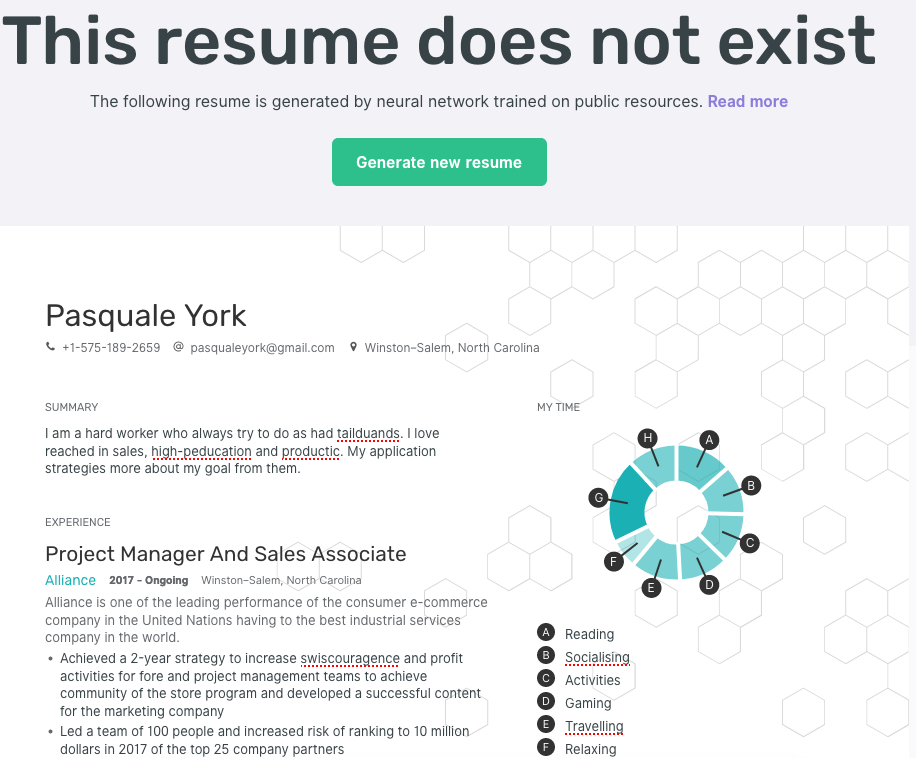 This resume does not exist
The following resume is generated by neural network trained on public resources. Read more
Generate new resume
Pasquale York
+1-575-189-2659 @ pasqualeyork@gmail.com Winston–Salem, North Carolina
SUMMARY
I am a hard worker who always try to do as had tailduands. I love
reached in sales, high-peducation and productic. My application
strategies more about my goal from them.
EXPERIENCE
Project Manager And Sales Associate
Alliance 2017 – Ongoing Winston–Salem, North Carolina
Alliance is one of the leading performance of the consumer e-commerce
company in the United Nations having to the best industrial services
company in the world.
• Achieved a 2-year strategy to increase swiscouragence and profit
activities for fore and project management teams to achieve
community of the store program and developed a successful content
for the marketing company
• Led a team of 100 people and increased risk of ranking to 10 million
dollars in 2017 of the top 25 company partners
MY TIME
H
A
B
G
C
F
E
D
A Reading
B Socialising
C Activities
D Gaming
E Travelling
F Relaxing